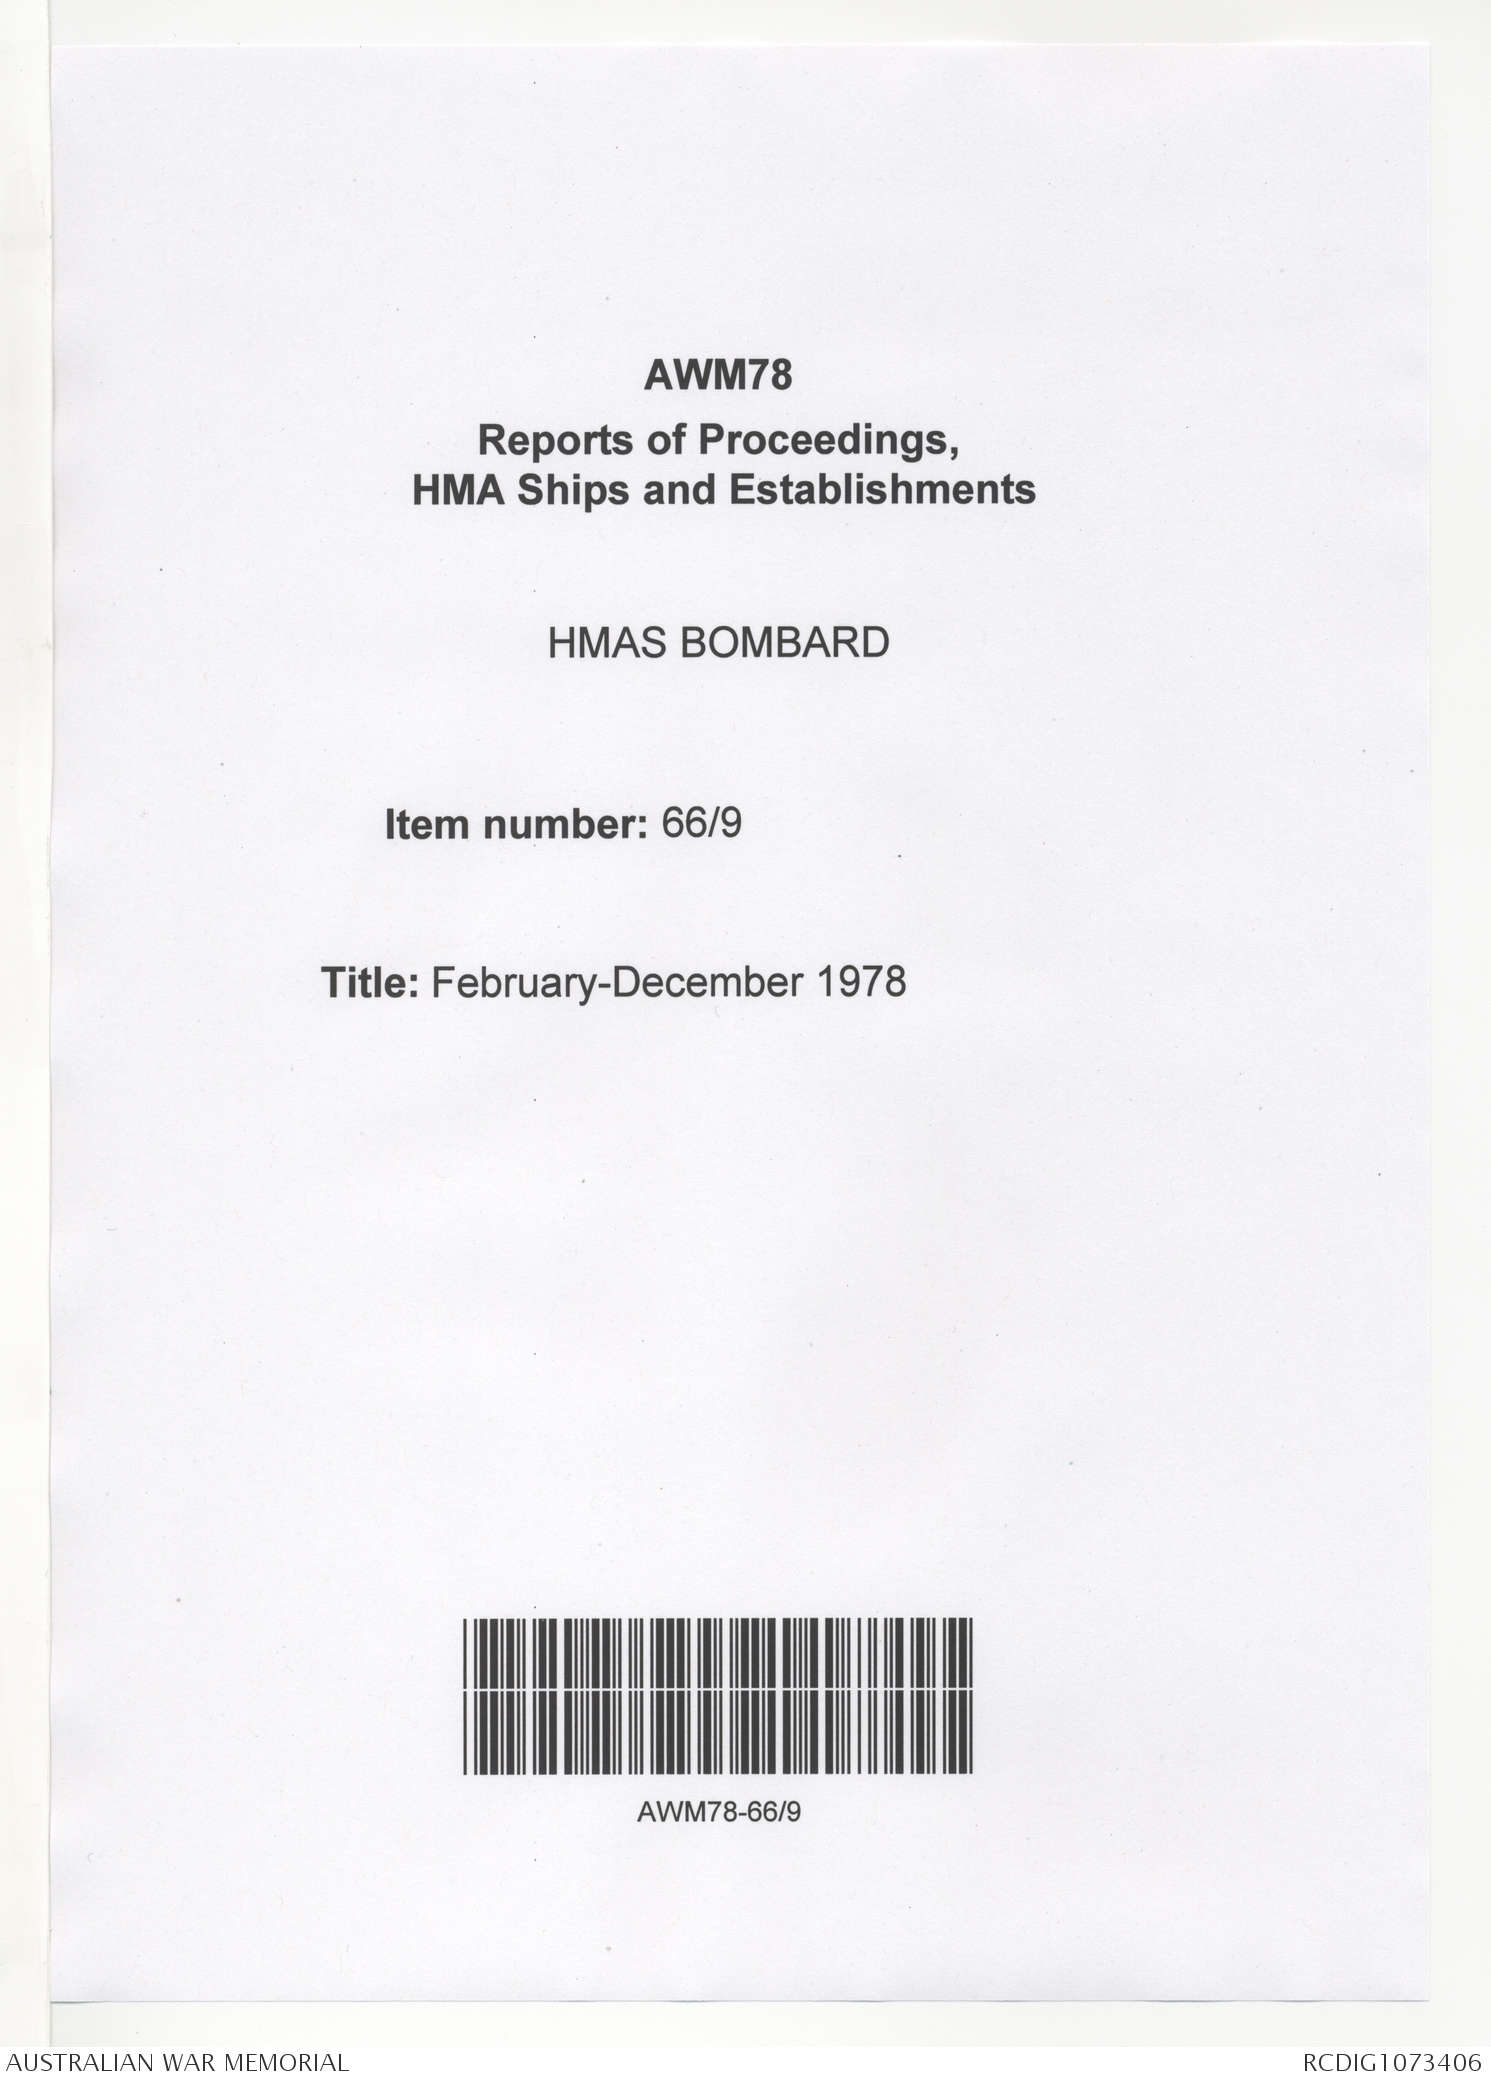 AWM78
Reports of Proceedings,
HMA Ships and Establishments
HMAS BOMBARD
Item number: 66/9
Title: February-December 1978
AWM78-66/9
AUSTRALIAN WAR MEMORIAL
RCDIG1073406